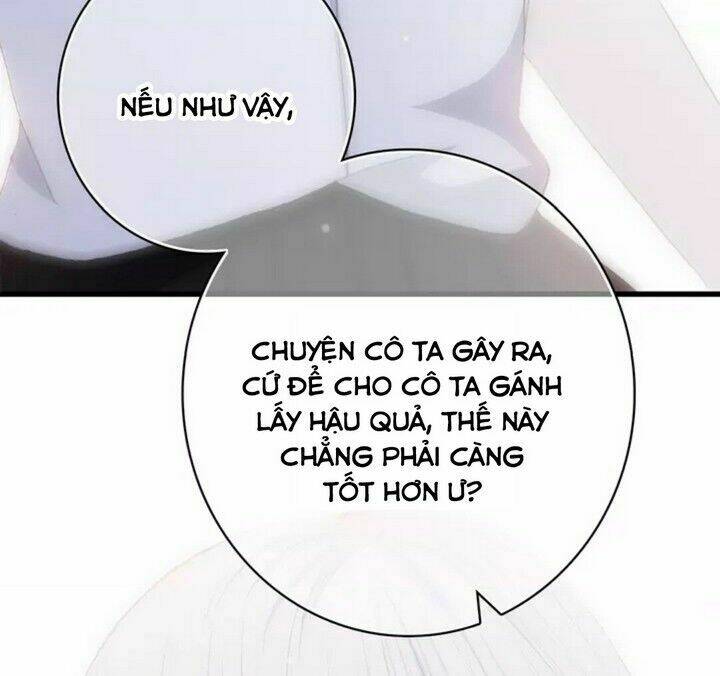 NẾU NHƯ VẬY,
CHUYỆN CÔ TA GÂY RA,
CỨ ĐỂ CHO CÔ TA GÁNH
LẤY HẬU QUẢ, THẾ NÀY
CHẲNG PHẢI CÀNG
TỐT HƠN Ư?